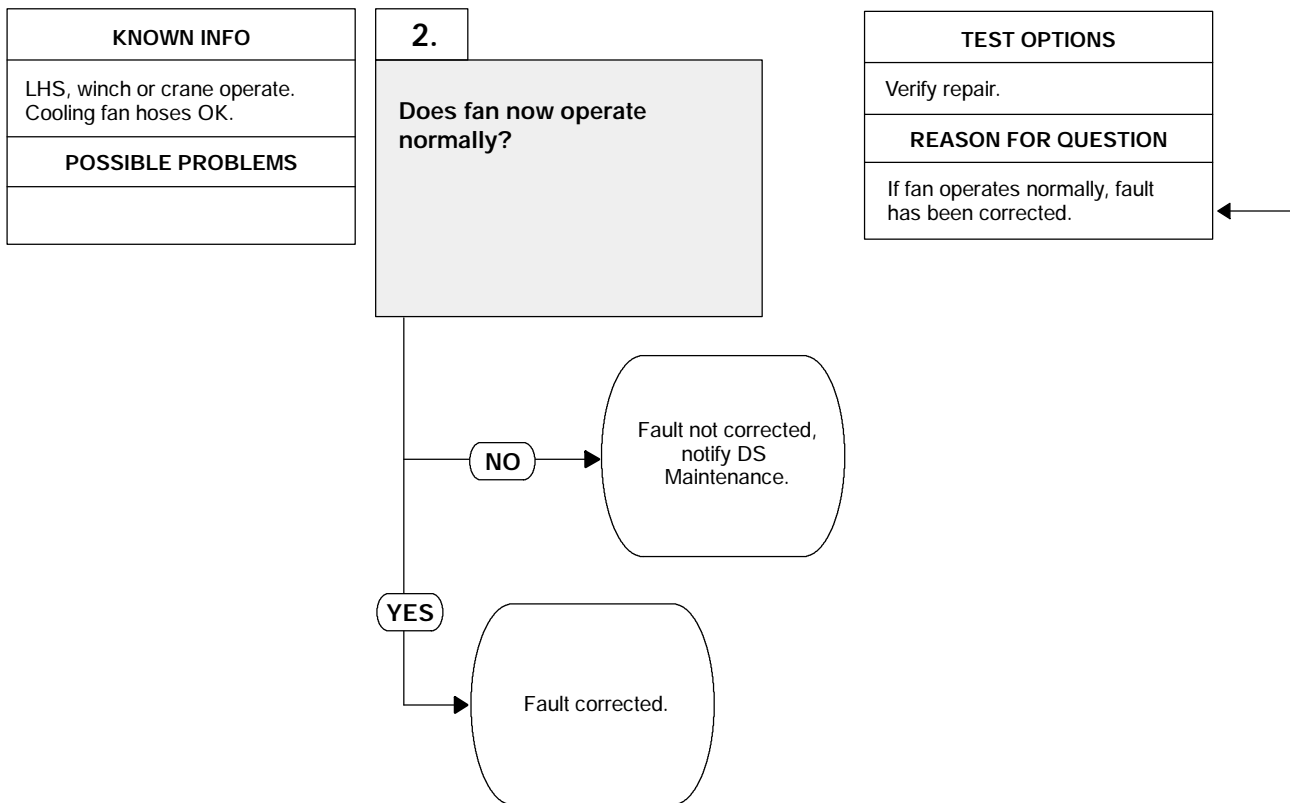 KNOWN INFO
LHS, winch or crane operate.
Cooling fan hoses OK.
POSSIBLE PROBLEMS
2.
Does fan now operate
normally?
TEST OPTIONS
Verify repair.
REASON FOR QUESTION
If fan operates normally, fault
has been corrected.
NO
Fault not corrected,
notify DS
Maintenance.
YES
Fault corrected.